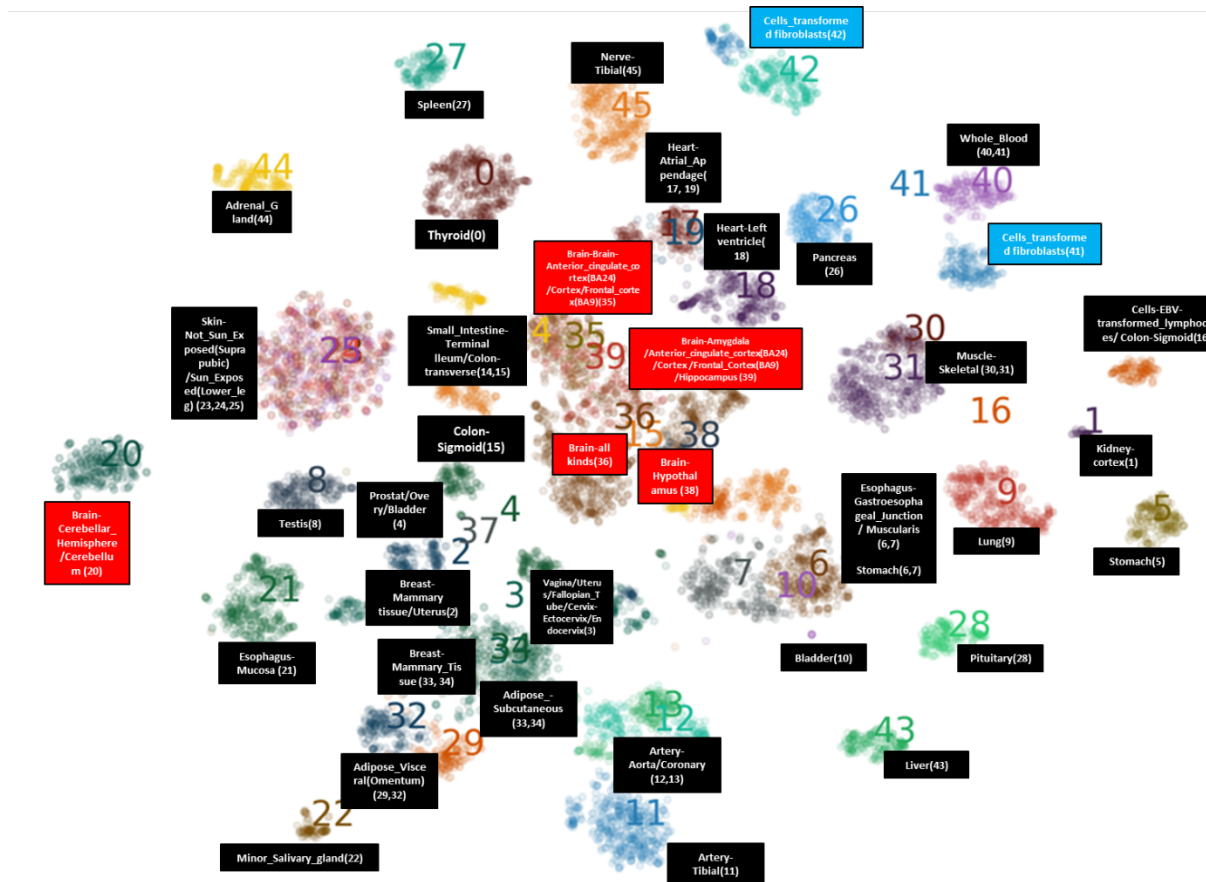 Cells_transforme
d fibroblasts(42)
27
42
Nerve-
Tibial(45)
45
Spleen(27)
Whole_Blood
(40,41)
Heart-
Atrial_Ap
pendage(
17, 19)
44
0
41
40
Adrenal_G
land(44)
26
17
19
Thyroid(0)
Heart-Left
ventricle(
18)
Pancreas
(26)
Cells_transforme
d fibroblasts(41)
Brain-Brain-
Anterior_cingulate_co
rtex(BA24)
/Cortex/Frontal_corte
x(BA9)(35)
18
Cells-EBV-
transformed_lymphoc
es/ Colon-Sigmoid(16
Skin-
Not_Sun_Ex
posed(Supra
pubic)
/Sun_Expos
ed(Lower_le
g) (23,24,25)
25
Small_Intestine-
Terminal
Ileum/Colon-
transverse(14,15)
4
35
39
Brain-Amygdala
/Anterior_cingulate_cortex(BA24)
/Cortex /Frontal_Cortex(BA9)
/Hippocampus (39)
30
31
Muscle-
Skeletal (30,31)
16
36
15
38
1
Kidney-
cortex(1)
Colon-
Sigmoid(15)
20
Brain-all
kinds(36)
Brain-
Hypothal
amus (38)
8
Testis(8)
Prostat/Ove
ry/Bladder
(4)
4
37
Esophagus-
Gastroesopha
geal_Junction
/ Muscularis
(6,7)
Stomach(6,7)
9
Lung(9)
5
Stomach(5)
Brain-
Cerebellar_
Hemisphere
/Cerebellu
m (20)
2
Breast-
Mammary
tissue/Uterus(2)
3
Vagina/Uteru
s/Fallopian_T
ube/Cervix-
Ectocervix/En
docervix(3)
7
6
10
21
Esophagus-
Mucosa (21)
Breast-
Mammary_Tis
sue (33, 34)
Bladder(10)
28
Pituitary(28)
Adipose_-
Subcutaneous
(33,34)
32
29
Adipose_Visce
ral(Omentum)
(29,32)
13
12
Artery-
Aorta/Coronary
(12,13)
43
Liver(43)
22
Minor_Salivary_gland(22)
11
Artery-
Tibial(11)